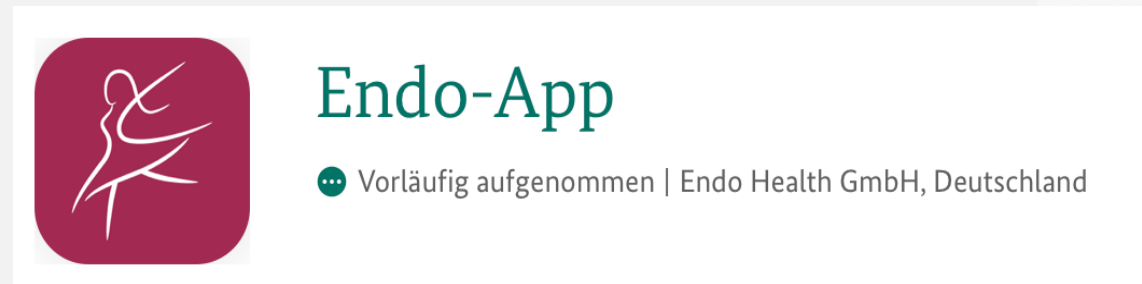 Endo-App
Vorläufig aufgenommen | Endo Health GmbH, Deutschland